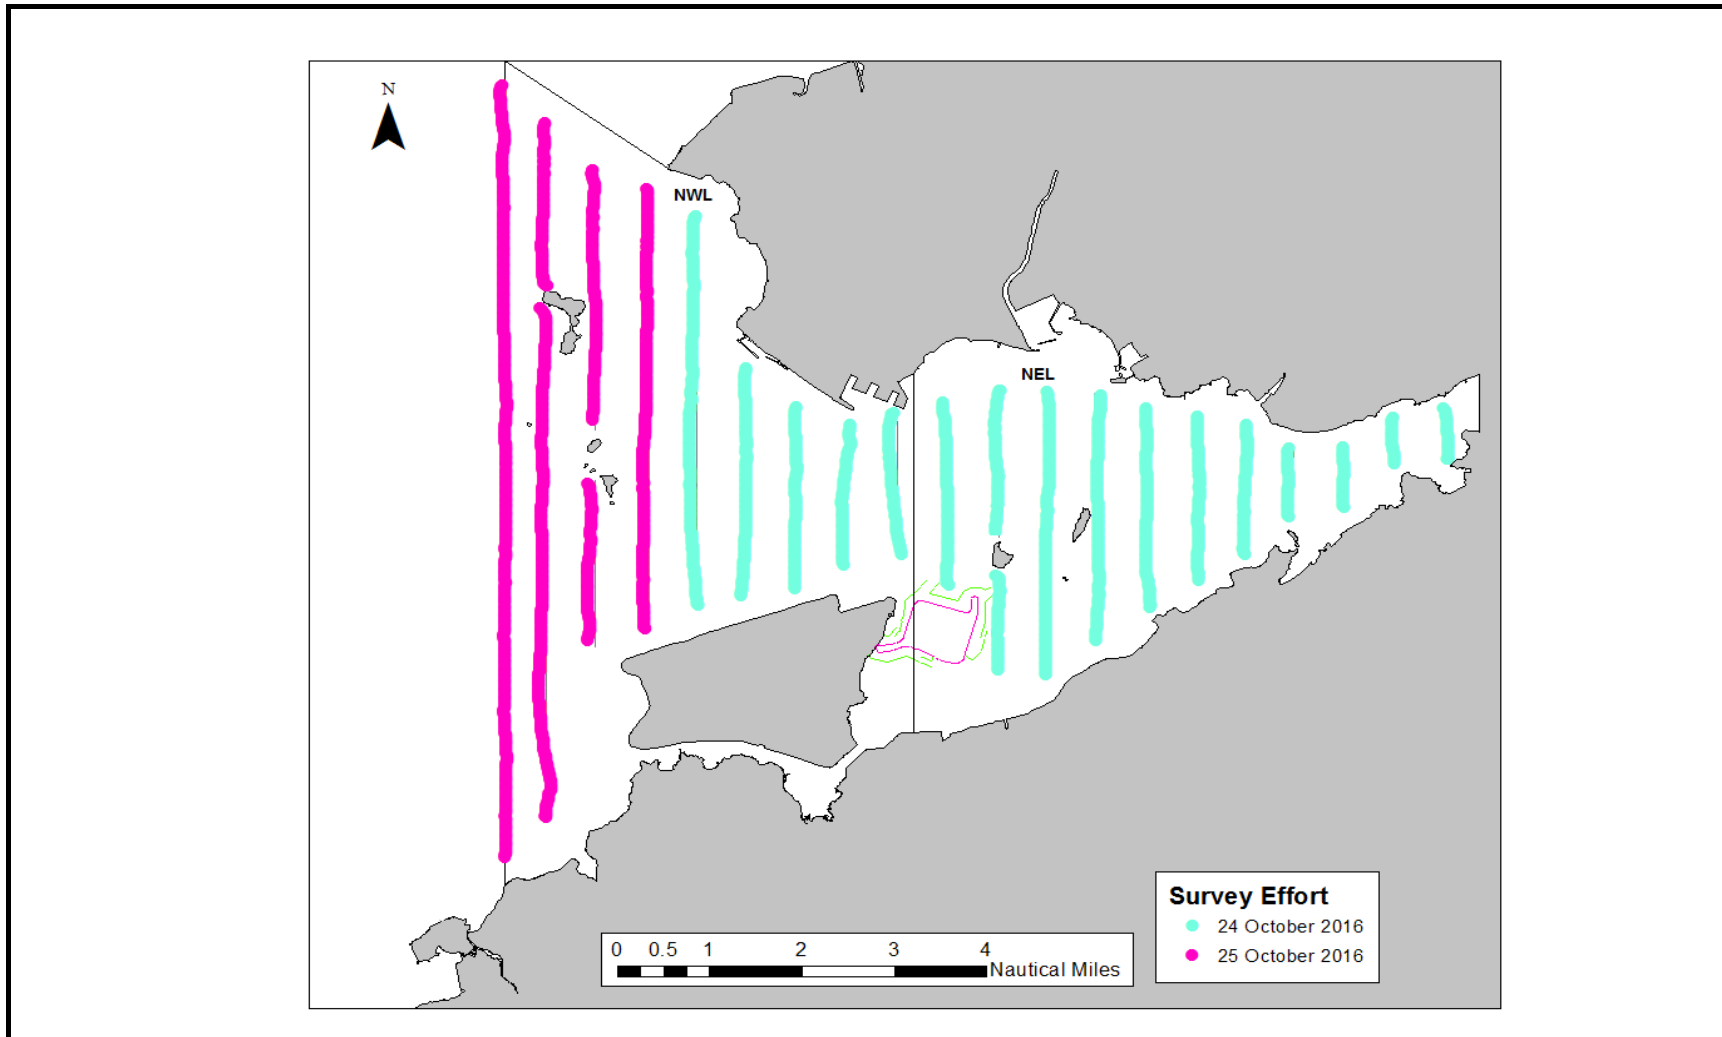 N
NWL
NEL
Survey Effort
24 October 2016
25 October 2016
0 0.5 1 2 3 4
Nautical Miles